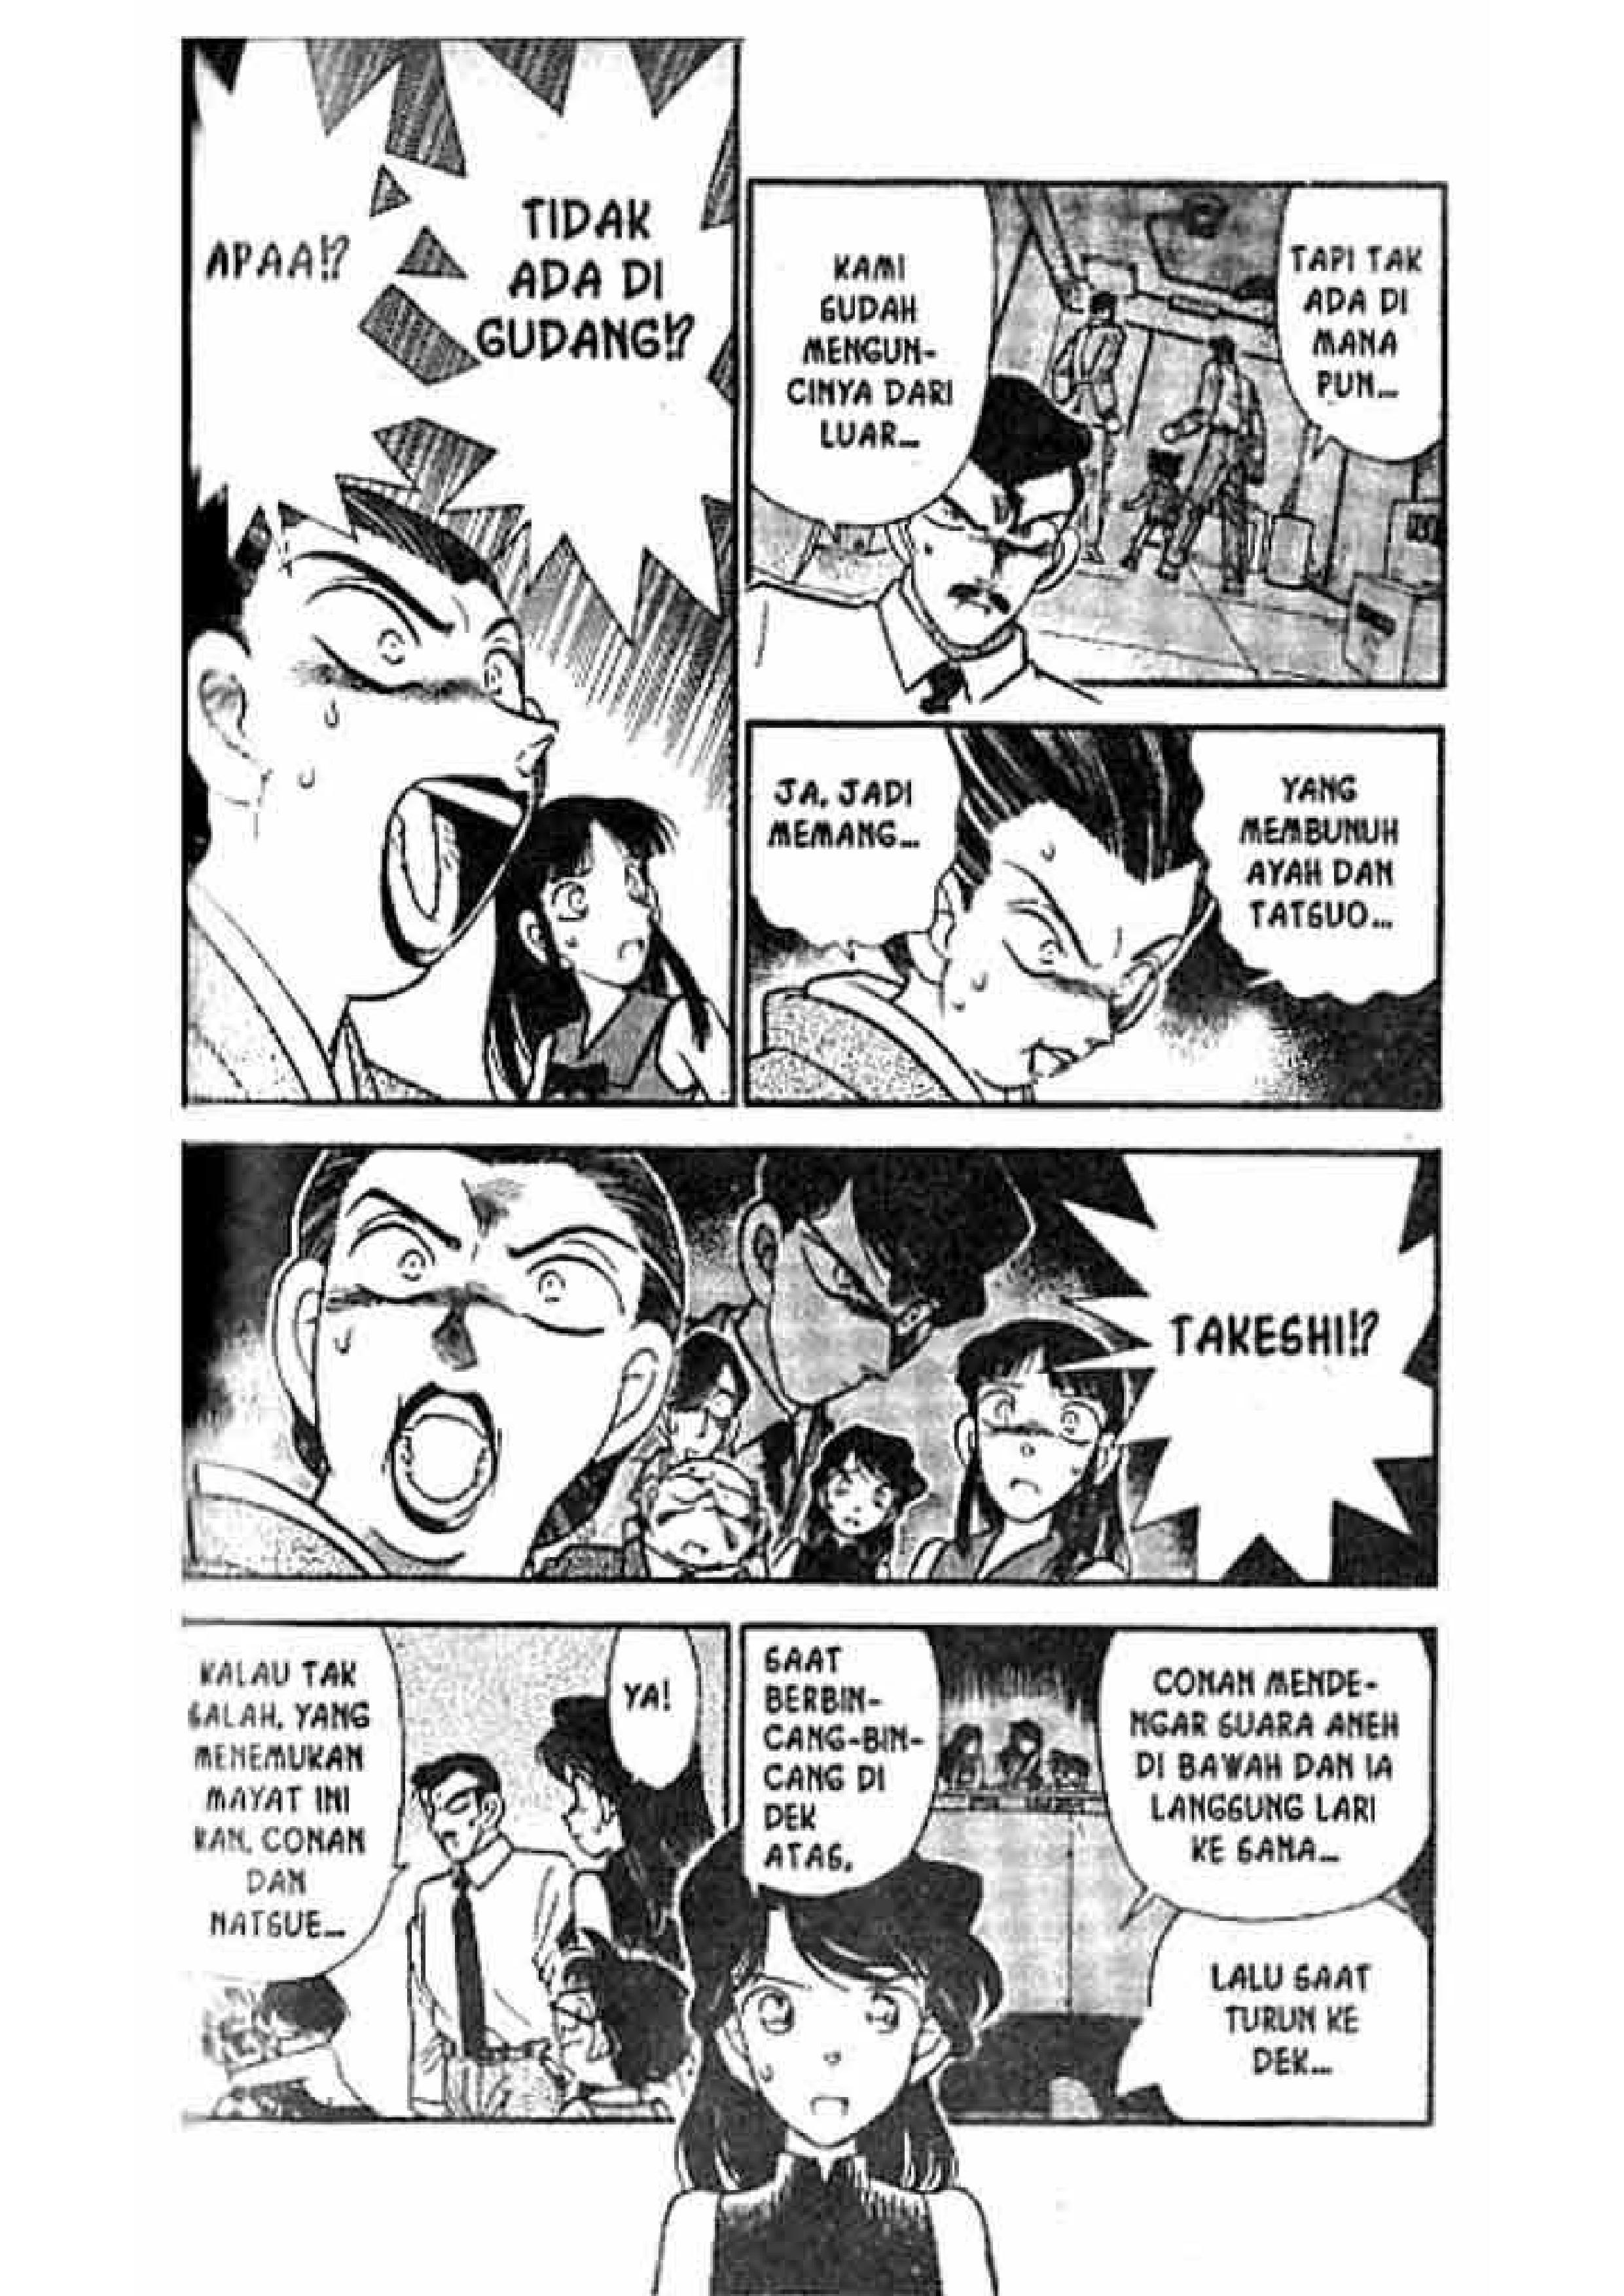 APAA!?
TIDAK
ADA DI
GUDANG!?
KAMI
SUDAH
MENGUN-
CINYA DARI
LUAR...
TAPI TAK
ADA DI
MANA
PUN...
JA, JADI
MEMANG...
YANG
MEMBUNUH
AYAH DAN
TATSUO...
TAKESHI!?
KALAU TAK
SALAH, YANG
MENEMUKAN
MAYAT INI
KAN, CONAN
DAN
NATSUE...
YA!
SAAT
BERBIN-
CANG-BIN-
CANG DI
DEK
ATAS,
CONAN MENDE-
NGAR SUARA ANEH
DI BAWAH DAN IA
LANGSUNG LARI
KE SANA...
LALU SAAT
TURUN KE
DEK...